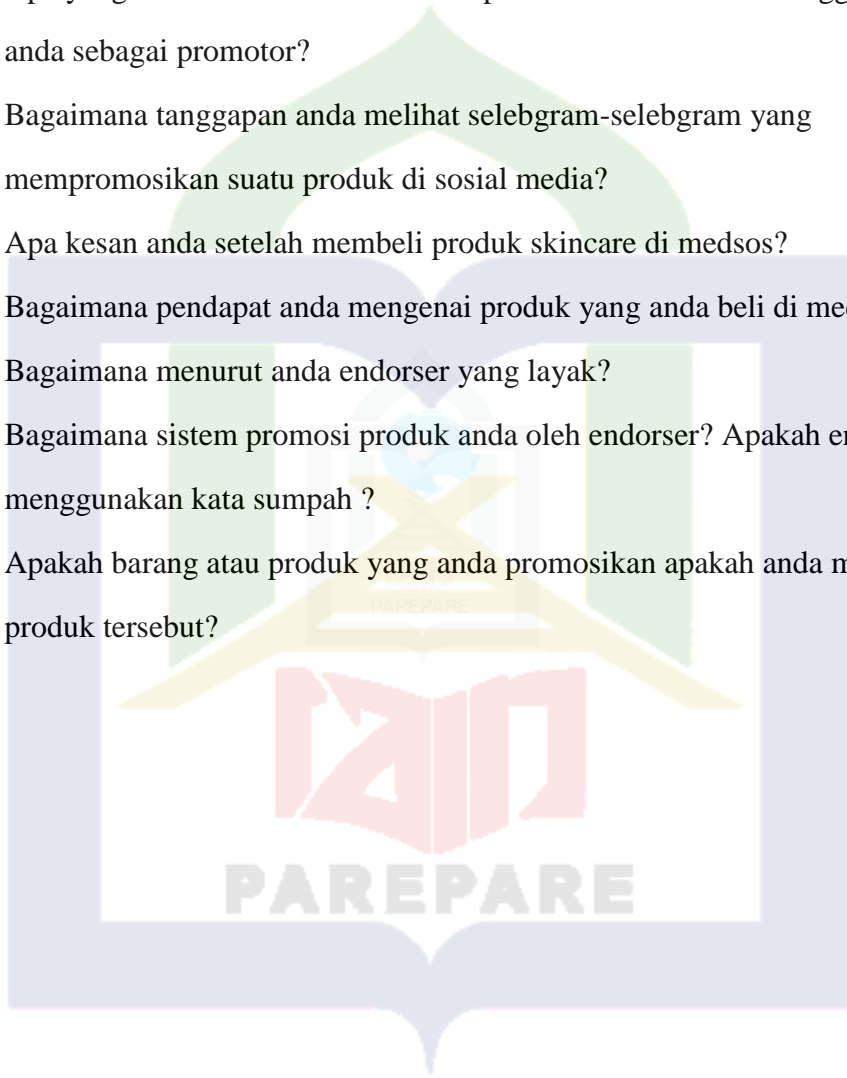 anda sebagai promotor?
Bagaimana tanggapan anda melihat selebgram-selebgram yang
mempromosikan suatu produk di sosial media?
Apa kesan anda setelah membeli produk skincare di medsos?
Bagaimana pendapat anda mengenai produk yang anda beli di
Bagaimana menurut anda endorser yang layak?
Bagaimana sistem promosi produk anda oleh endorser? Apakah
menggunakan kata sumpah ?
Apakah barang atau produk yang anda promosikan apakah anda
PAREPARE
produk tersebut?
iain
PAREPARE